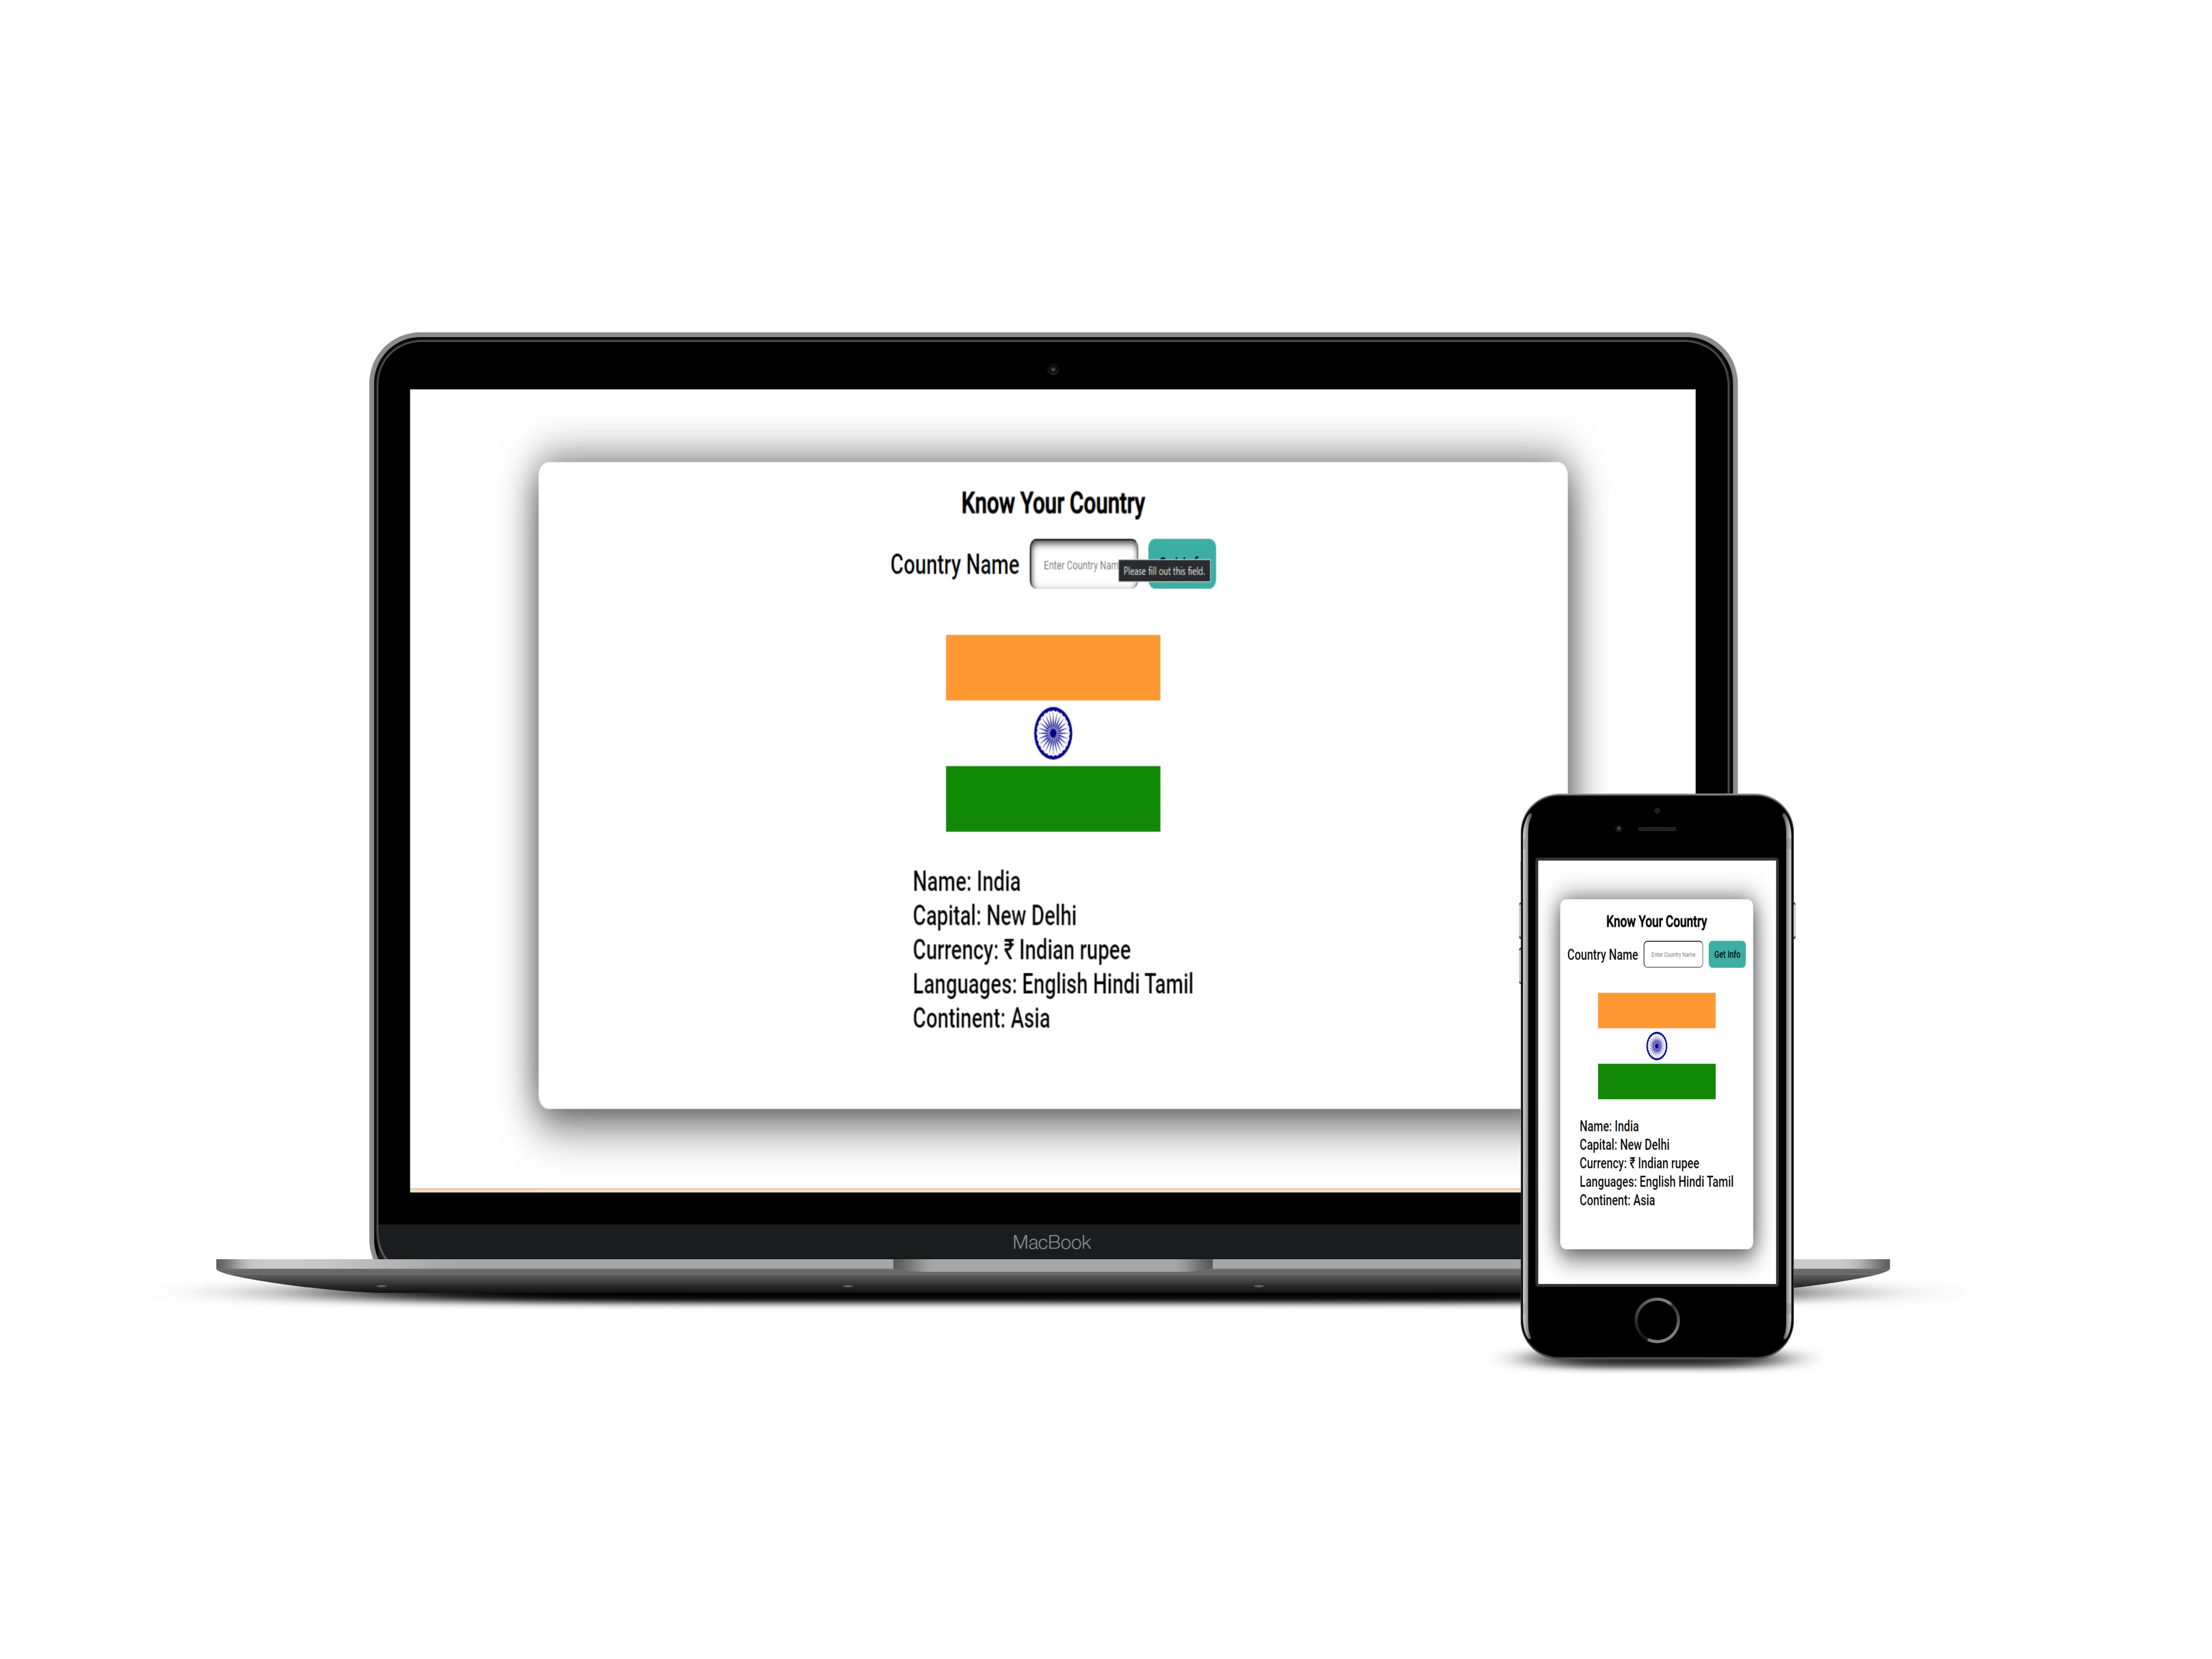 Know Your Country
Country Name Enter Country Nam Please fill out this field.
Name: India
Capital: New Delhi
Currency: ₹ Indian rupee
Languages: English Hindi Tamil
Continent: Asia
MacBook
Know Your Country
Country Name Enter Country Name Get Info
Name: India
Capital: New Delhi
Currency: ₹ Indian rupee
Languages: English Hindi Tamil
Continent: Asia